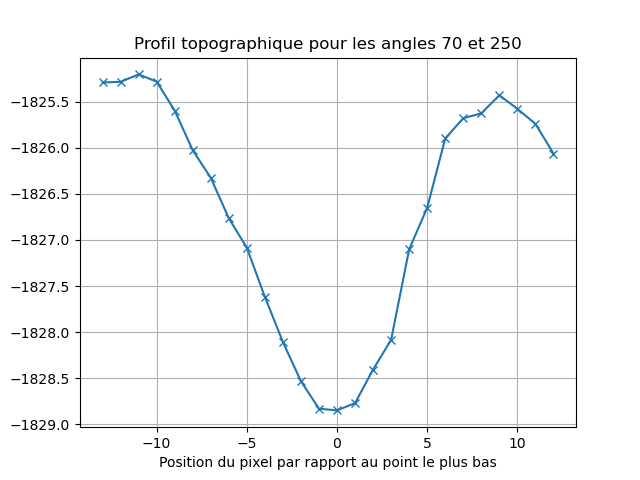 Profil topographique pour les angles 70 et 250
−1825.5
−1826.0
−1826.5
−1827.0
−1827.5
−1828.0
−1828.5
−1829.0
−10 −5 0 5 10
Position du pixel par rapport au point le plus bas